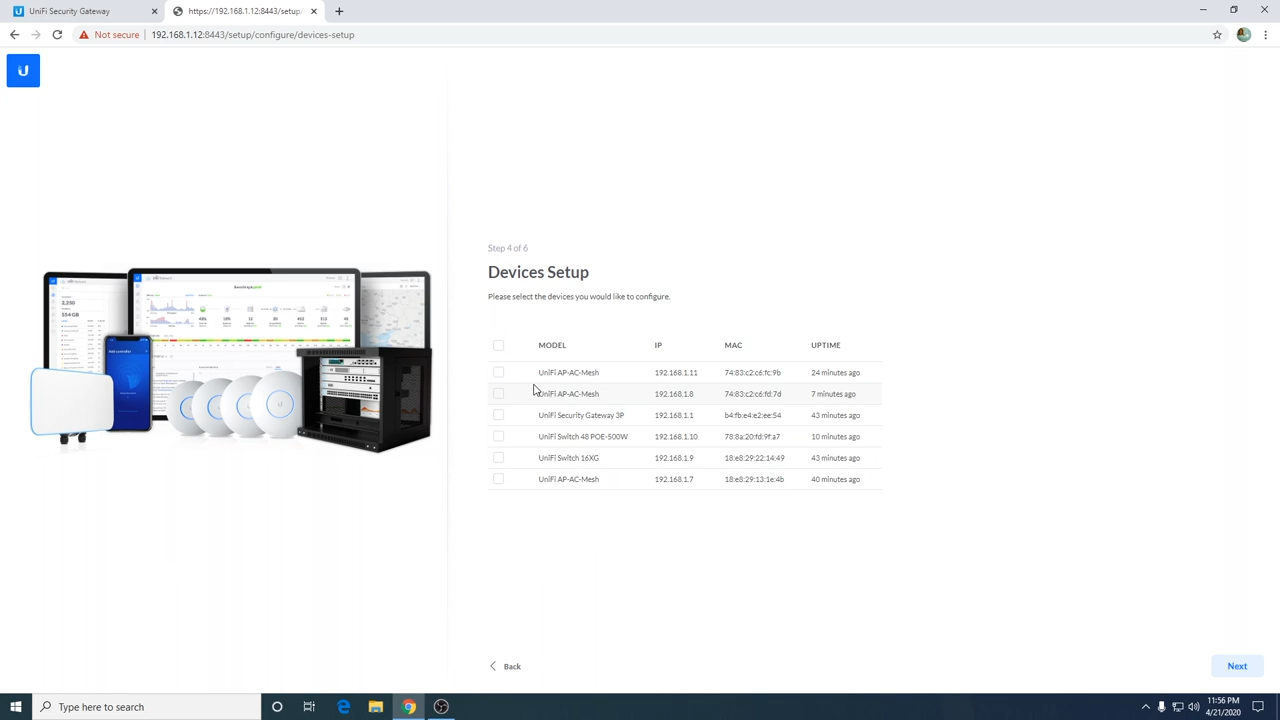 UniFi Security Gateway
https://192.168.1.12:8443/setup/
Not secure
192.168.1.12:8443/setup/configure/devices-setup
Step 4 of 6
Devices Setup
Please select the devices you would like to configure.
MODEL IP MAC UPTIME
UniFi AP-AC-Mesh 192.168.1.11 74:83:c2:c6:fc:9b 24 minutes ago
UniFi AP-AC-Mesh 192.168.1.8 74:83:c2:c6:fd:7d 7 minutes ago
UniFi Security Gateway 3P 192.168.1.1 b4:fb:e4:e2:ee:54 43 minutes ago
UniFi Switch 48 POE-500W 192.168.1.10 78:8a:20:fd:9f:a7 10 minutes ago
UniFi Switch 16XG 192.168.1.9 18:e8:29:22:14:49 43 minutes ago
UniFi AP-AC-Mesh 192.168.1.7 18:e8:29:13:1e:4b 40 minutes ago
2,250
554 GB
Back
Next
Type here to search
11:56 PM
4/21/2020